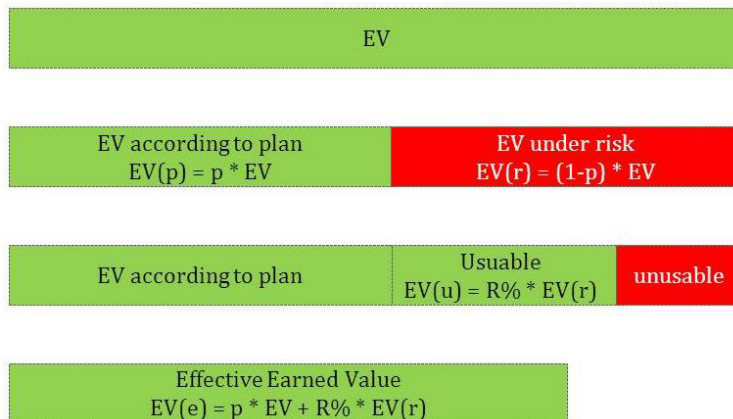 EV
EV according to plan
EV(p) = p * EV
EV under risk
EV(r) = (1-p) * EV
EV according to plan
Usuable
EV(u) = R% * EV(r)
unusable
Effective Earned Value
EV(e) = p * EV + R% * EV(r)